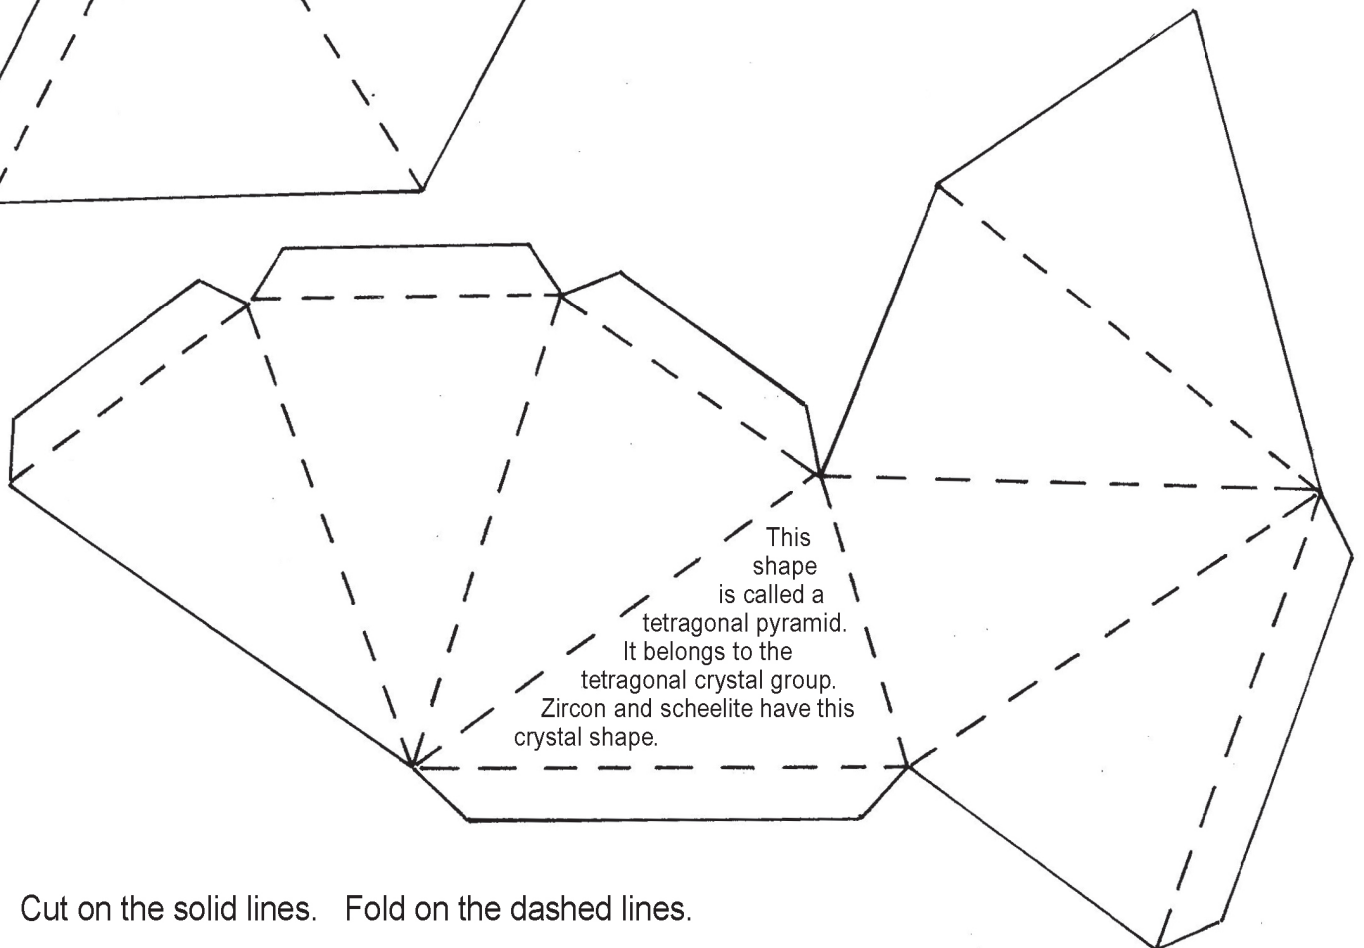 This
shape
is called a
tetragonal pyramid.
It belongs to the
tetragonal crystal group.
Zircon and scheelite have this
crystal shape.
Cut on the solid lines.   Fold on the dashed lines.